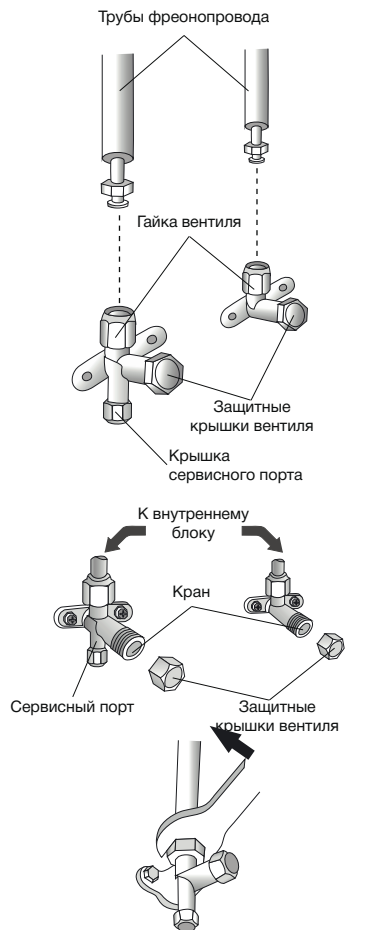 Трубы фреонопровода
Гайка вентиля
Защитные
крышки вентиля
Крышка
сервисного порта
К внутреннему
блоку
Кран
Сервисный порт
Защитные
крышки вентиля